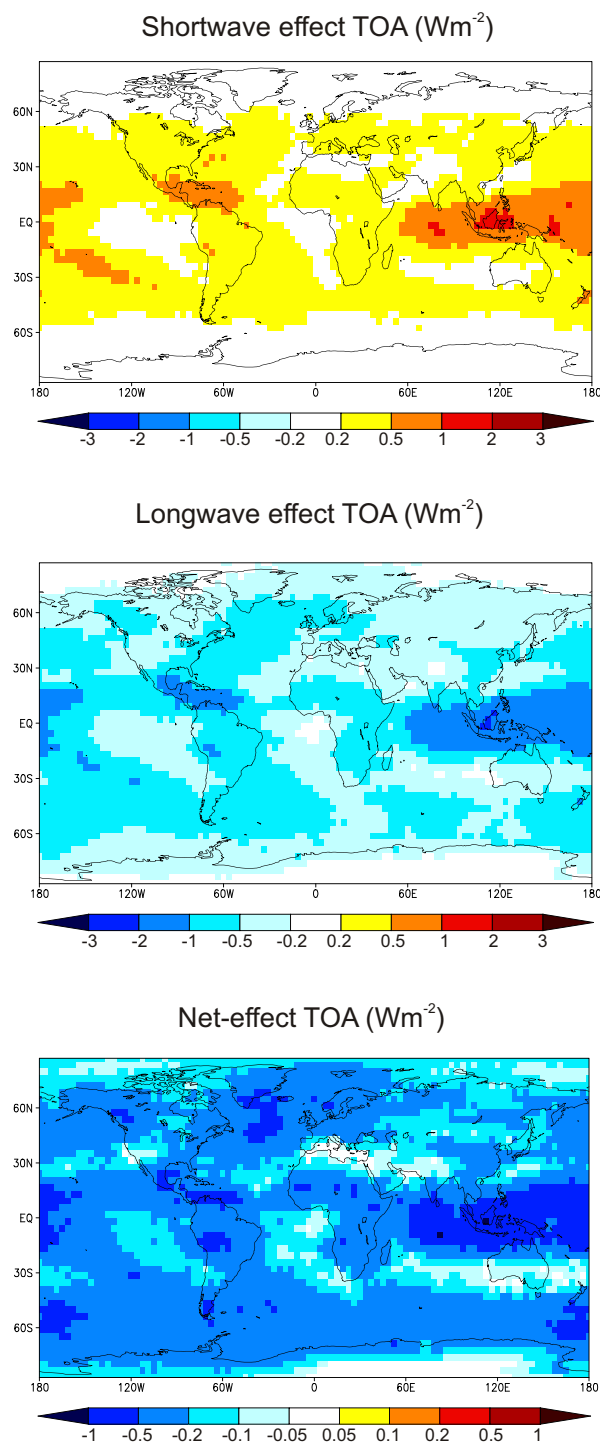 Shortwave effect TOA (Wm⁻²)
60N
30N
EQ
30S
60S
180 120W 60W 0 60E 120E 180
-3 -2 -1 -0.5 -0.2 0.2 0.5 1 2 3
Longwave effect TOA (Wm⁻²)
60N
30N
EQ
30S
60S
180 120W 60W 0 60E 120E 180
-3 -2 -1 -0.5 -0.2 0.2 0.5 1 2 3
Net-effect TOA (Wm⁻²)
60N
30N
EQ
30S
60S
180 120W 60W 0 60E 120E 180
-1 -0.5 -0.2 -0.1 -0.05 0.05 0.1 0.2 0.5 1